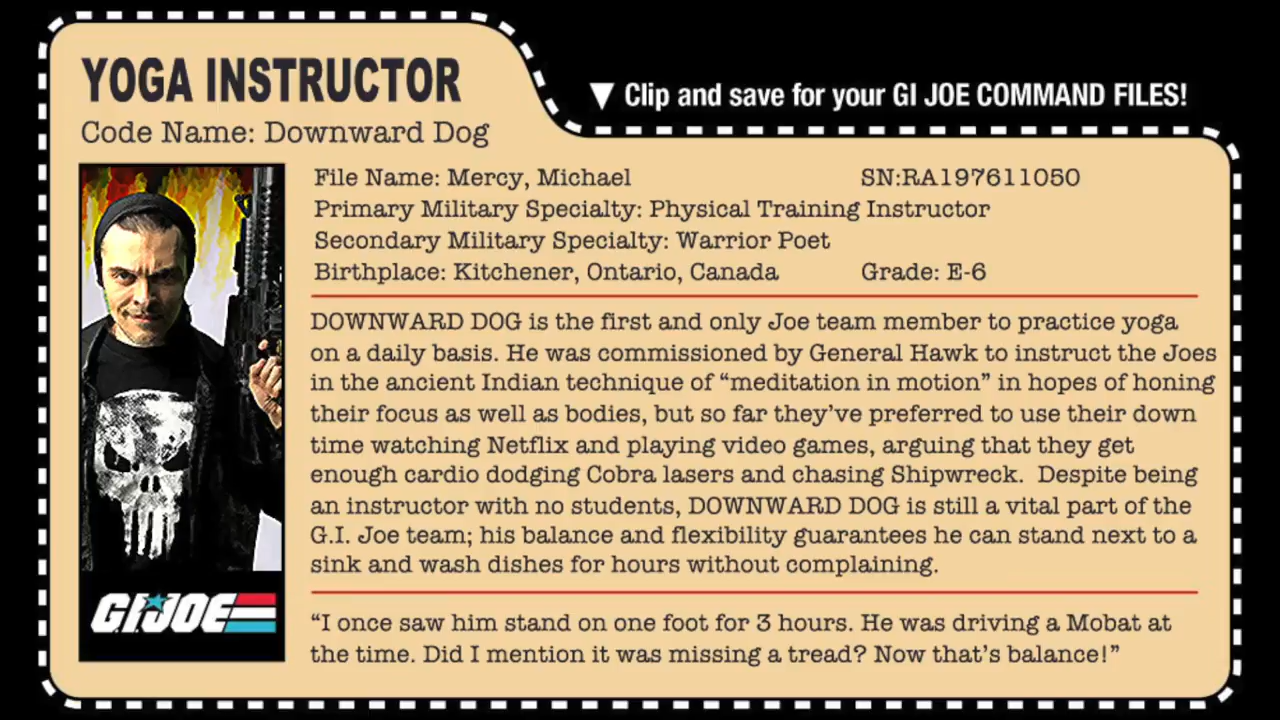 YOGA INSTRUCTOR
Code Name: Downward Dog
▼ Clip and save for your GI JOE COMMAND FILES!
File Name: Mercy, Michael SN:RA197611050
Primary Military Specialty: Physical Training Instructor
Secondary Military Specialty: Warrior Poet
Birthplace: Kitchener, Ontario, Canada Grade: E-6
DOWNWARD DOG is the first and only Joe team member to practice yoga
on a daily basis. He was commissioned by General Hawk to instruct the Joes
in the ancient Indian technique of “meditation in motion” in hopes of honing
their focus as well as bodies, but so far they’ve preferred to use their down
time watching Netflix and playing video games, arguing that they get
enough cardio dodging Cobra lasers and chasing Shipwreck. Despite being
an instructor with no students, DOWNWARD DOG is still a vital part of the
G.I. Joe team; his balance and flexibility guarantees he can stand next to a
sink and wash dishes for hours without complaining.
“I once saw him stand on one foot for 3 hours. He was driving a Mobat at
the time. Did I mention it was missing a tread? Now that’s balance!”
G.I. JOE